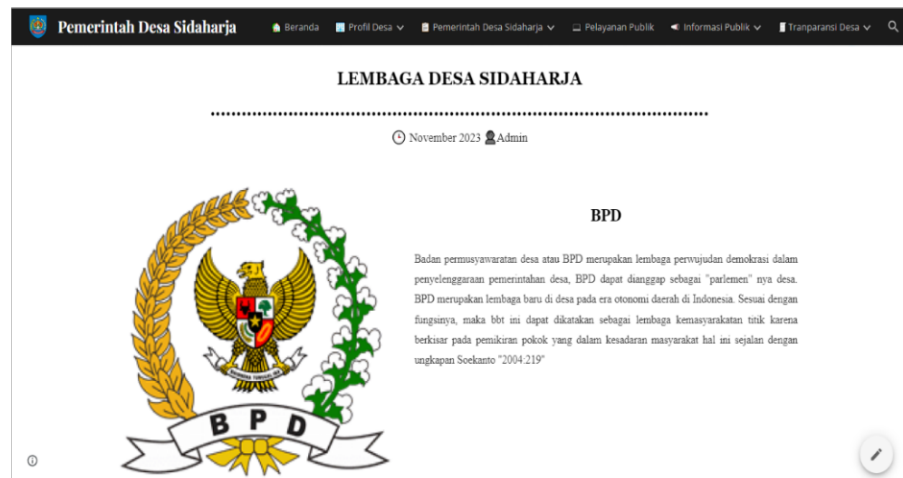 Pemerintah Desa Sidaharja
Beranda
Profil Desa
Pemerintah Desa Sidaharja
Pelayanan Publik
Informasi Publik
Tranparansi Desa
LEMBAGA DESA SIDAHARJA
November 2023 Admin
BPD
Badan permusyawaratan desa atau BPD merupakan lembaga perwujudan demokrasi dalam
penyelenggaraan pemerintahan desa, BPD dapat dianggap sebagai "parlemen" nya desa.
BPD merupakan lembaga baru di desa pada era otonomi daerah di Indonesia. Sesuai dengan
fungsinya, maka bbt ini dapat dikatakan sebagai lembaga kemasyarakatan titik karena
berkisar pada pemikiran pokok yang dalam kesadaran masyarakat hal ini sejalan dengan
ungkapan Soekanto "2004:219"
BPD